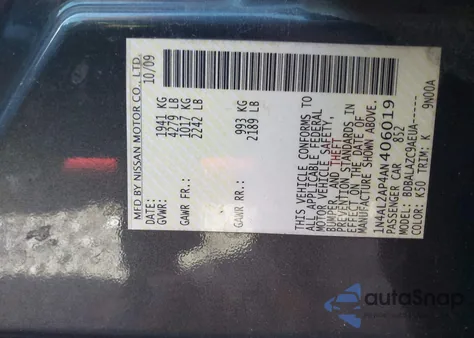 MFD BY NISSAN MOTOR CO., LTD.
DATE: 10/09
GVWR: 1941 KG
4279 LB
GAWR FR: 1017 KG
2242 LB
GAWR RR: 993 KG
2189 LB
THIS VEHICLE CONFORMS TO
ALL APPLICABLE FEDERAL
MOTOR VEHICLE SAFETY,
BUMPER, AND THEFT
PREVENTION STANDARDS IN
EFFECT ON THE DATE OF
MANUFACTURE SHOWN ABOVE.
1N4AL2AP4AN406019
PASSENGER CAR 852
MODEL: BDBALAZC9AEUA-----
COLOR: K50 TRIM: K 9N00A
autoSnap